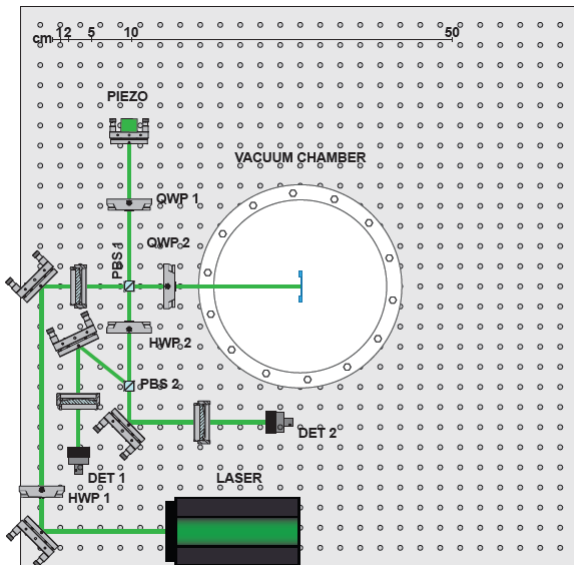 cm 1 2 5 10 50
PIEZO
VACUUM CHAMBER
QWP 1
QWP 2
PBS 1
HWP 2
PBS 2
DET 2
DET 1
LASER
HWP 1